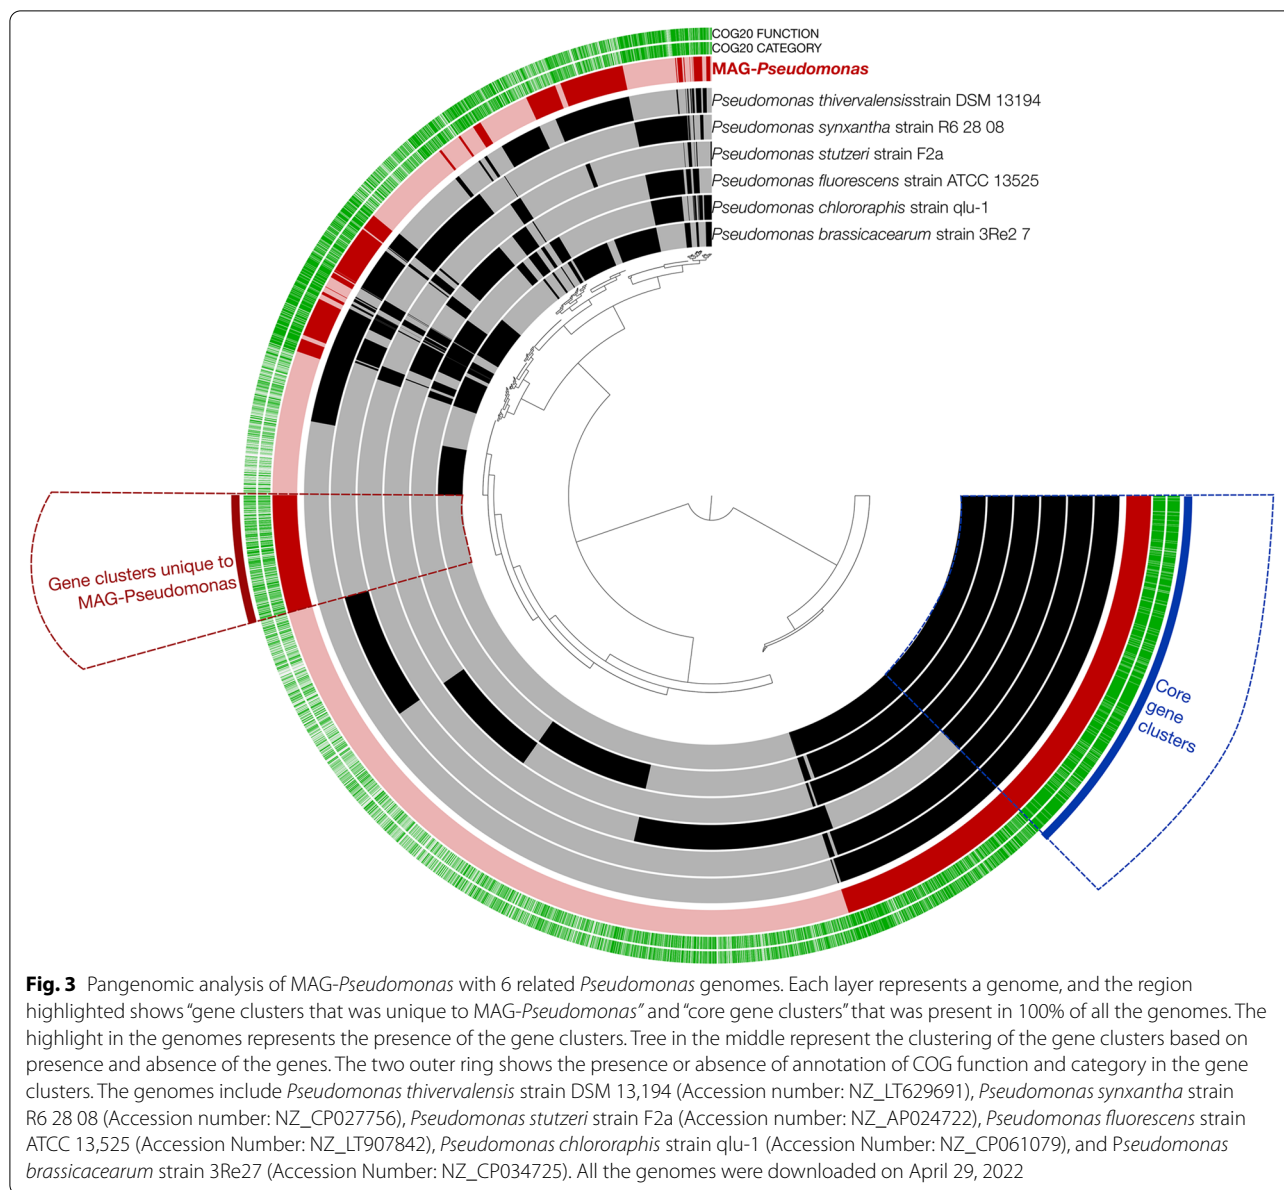 COG20 FUNCTION
COG20 CATEGORY
MAG-Pseudomonas
Pseudomonas thivervalensisstrain DSM 13194
Pseudomonas synxantha strain R6 28 08
Pseudomonas stutzeri strain F2a
Pseudomonas fluorescens strain ATCC 13525
Pseudomonas chlororaphis strain qlu-1
Pseudomonas brassicacearum strain 3Re2 7
Gene clusters unique to
MAG-Pseudomonas
Core
gene
clusters
Fig. 3 Pangenomic analysis of MAG-Pseudomonas with 6 related Pseudomonas genomes. Each layer represents a genome, and the region
highlighted shows “gene clusters that was unique to MAG-Pseudomonas” and “core gene clusters” that was present in 100% of all the genomes. The
highlight in the genomes represents the presence of the gene clusters. Tree in the middle represent the clustering of the gene clusters based on
presence and absence of the genes. The two outer ring shows the presence or absence of annotation of COG function and category in the gene
clusters. The genomes include Pseudomonas thivervalensis strain DSM 13,194 (Accession number: NZ_LT629691), Pseudomonas synxantha strain
R6 28 08 (Accession number: NZ_CP027756), Pseudomonas stutzeri strain F2a (Accession number: NZ_AP024722), Pseudomonas fluorescens strain
ATCC 13,525 (Accession Number: NZ_LT907842), Pseudomonas chlororaphis strain qlu-1 (Accession Number: NZ_CP061079), and Pseudomonas
brassicacearum strain 3Re27 (Accession Number: NZ_CP034725). All the genomes were downloaded on April 29, 2022